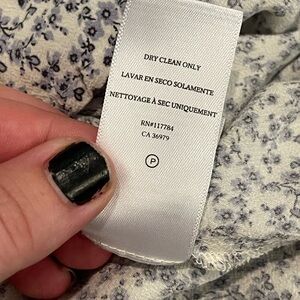 DRY CLEAN ONLY
LAVAR EN SECO SOLAMENTE
NETTOYAGE À SEC UNIQUEMENT
RN#117784
CA 36979
P